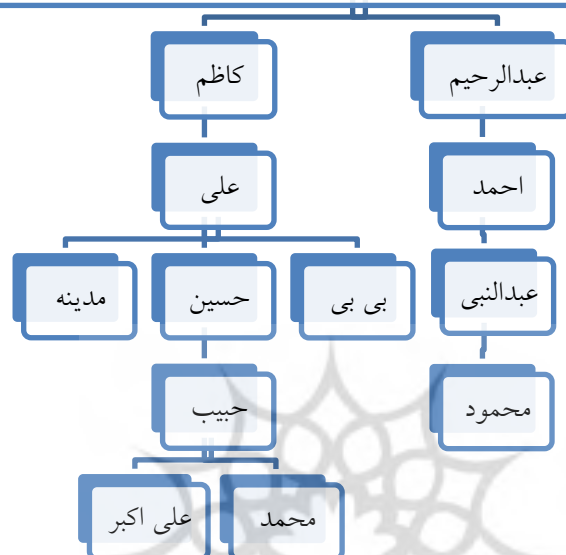 عبدالرحیم
کاظم
احمد
علی
عبدالنبی
بی بی
حسین
مدینه
محمود
حبیب
محمد
علی اکبر